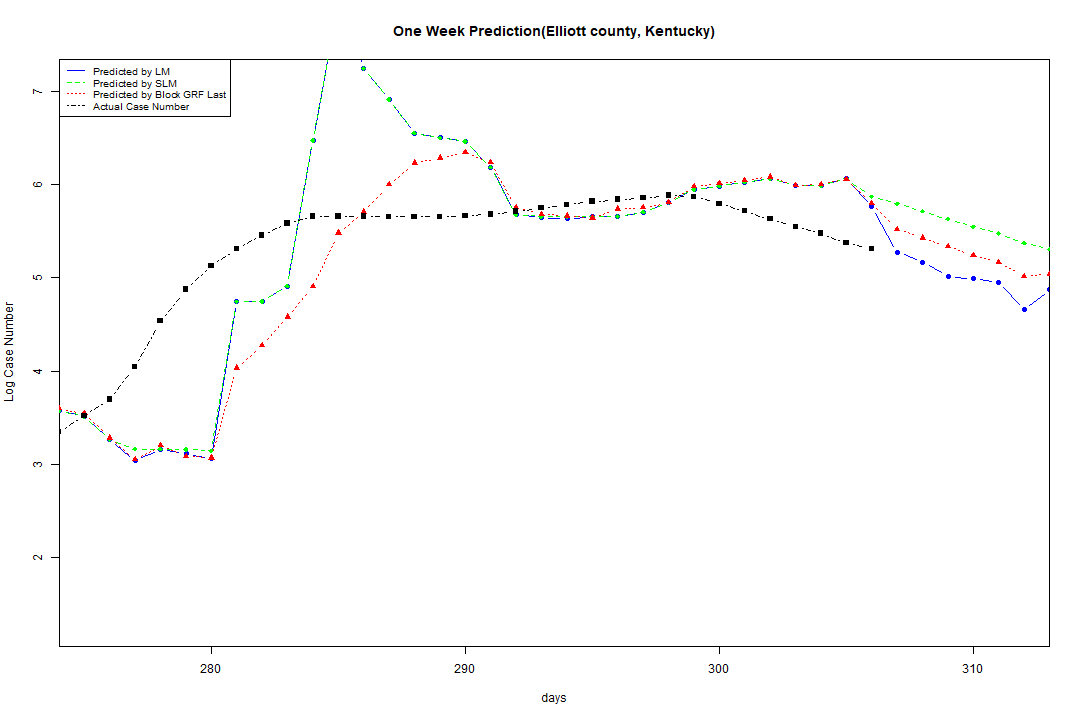 One Week Prediction(Elliott county, Kentucky)
Predicted by LM
Predicted by SLM
Predicted by Block GRF Last
Actual Case Number
7
6
5
4
3
2
Log Case Number
280
290
300
310
days